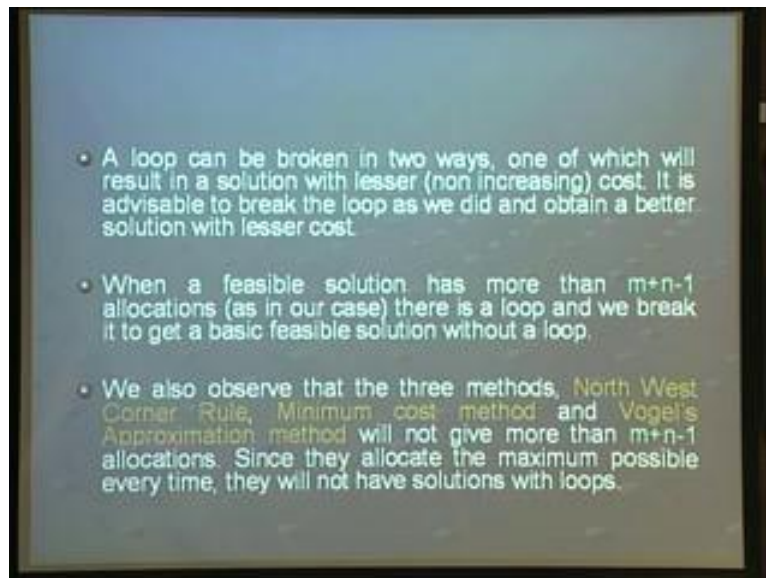 A loop can be broken in two ways, one of which will
result in a solution with lesser (non increasing) cost. It is
advisable to break the loop as we did and obtain a better
solution with lesser cost.
When a feasible solution has more than m+n-1
allocations (as in our case) there is a loop and we break
it to get a basic feasible solution without a loop.
We also observe that the three methods, North West
Corner Rule, Minimum cost method and Vogel's
Approximation method will not give more than m+n-1
allocations. Since they allocate the maximum possible
every time, they will not have solutions with loops.